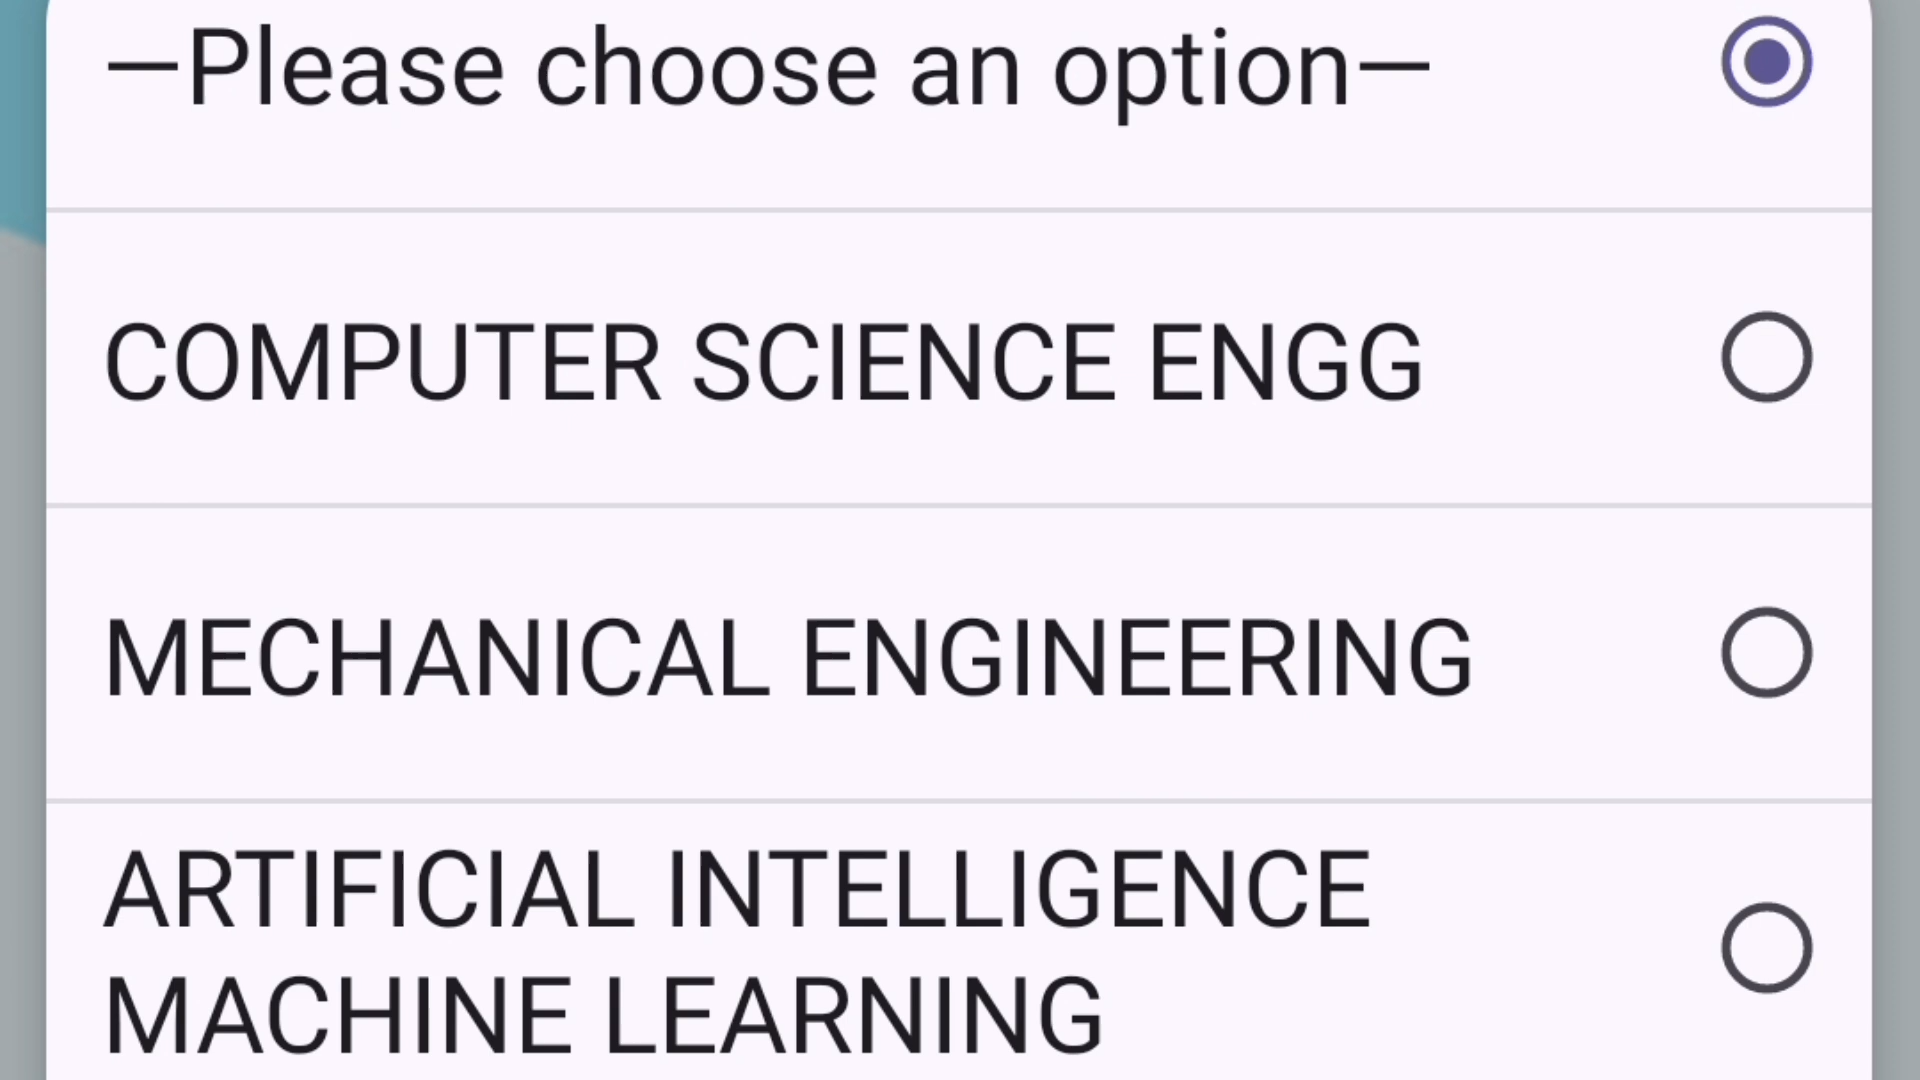 —Please choose an option—
COMPUTER SCIENCE ENGG
MECHANICAL ENGINEERING
ARTIFICIAL INTELLIGENCE
MACHINE LEARNING